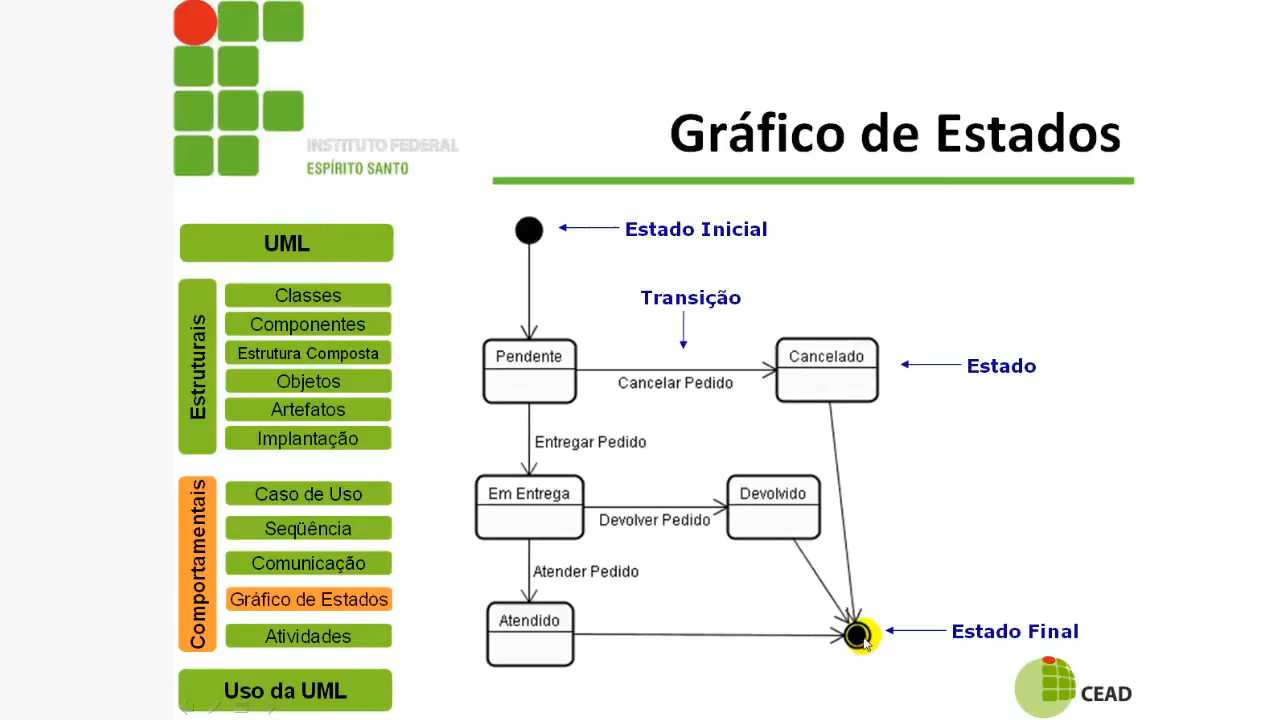 INSTITUTO FEDERAL
ESPÍRITO SANTO
Gráfico de Estados
UML
Estruturais
Classes
Componentes
Estrutura Composta
Objetos
Artefatos
Implantação
Comportamentais
Caso de Uso
Seqüência
Comunicação
Gráfico de Estados
Atividades
Uso da UML
Estado Inicial
Transição
Pendente
Cancelar Pedido
Cancelado
Estado
Entregar Pedido
Em Entrega
Devolver Pedido
Devolvido
Atender Pedido
Atendido
Estado Final
CEAD